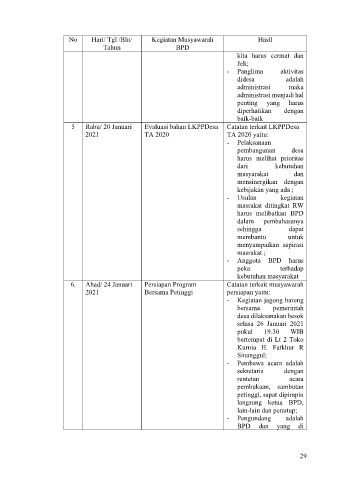 No Hari/ Tgl /Bln/ Kegiatan Musyawarah Hasil
Tahun BPD
kita harus cermat dan
Jeli;
- Panglima aktivitas
didesa adalah
administrasi maka
administrasi menjadi hal
penting yang harus
diperhatikan dengan
baik-baik
5 Rabu/ 20 Januari Evaluasi bahan LKPPDesa Catatan terkait LKPPDesa
2021 TA 2020 TA 2020 yaitu:
- Pelaksanaan
pembangunan desa
harus melihat prioritas
dari kebutuhan
masyarakat dan
mensinergikan dengan
kebijakan yang ada ;
- Usulan kegiatan
masrakat ditingkat RW
harus melibatkan BPD
dalam pembahasanya
sehingga dapat
membantu untuk
menyampaikan aspirasi
masrakat ;
- Anggota BPD harus
peka terhadap
kebutuhan masyarakat
6. Ahad/ 24 Januari Persiapan Program Catatan terkait musyawarah
2021 Bersama Petinggi persiapan yaitu:
- Kegiatan jagong bareng
bersama pemerintah
desa dilaksanakan besok
selasa 26 Januari 2021
pukul 19.30 WIB
bertempat di Lt 2 Toko
Kurnia H. Fatkhur R
Sinanggul;
- Pembawa acara adalah
sekretaris dengan
rentetan acara
pembukaan, sambutan
petinggi, rapat dipimpin
langsung ketua BPD,
lain-lain dan penutup;
- Pengundang adalah
BPD dan yang di
29